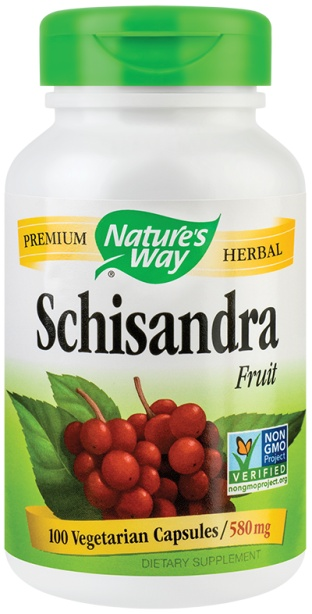 PREMIUM
Nature's
Way®
HERBAL
Schisandra
Fruit
NON
GMO
Project
VERIFIED
nongmoproject.org
100 Vegetarian Capsules / 580 mg
DIETARY SUPPLEMENT